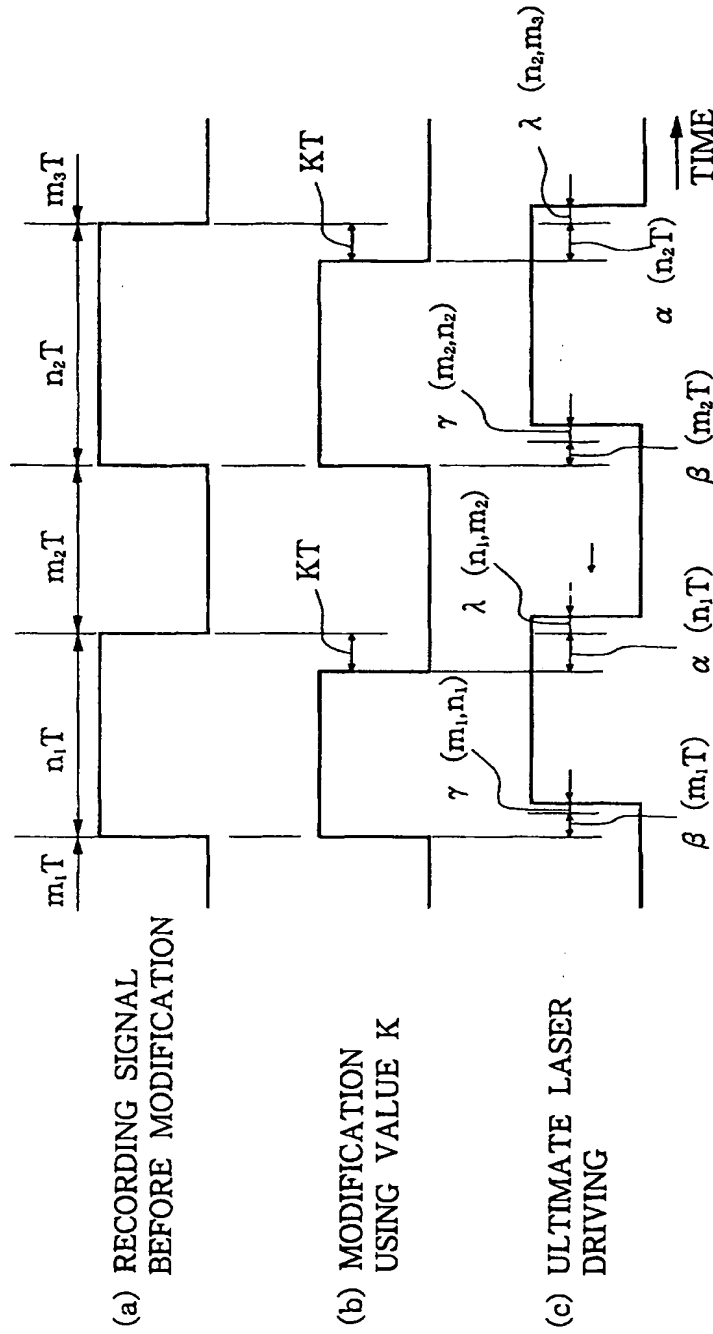 (a) RECORDING SIGNAL
BEFORE MODIFICATION
m₁T
n₁T
m₂T
n₂T
m₃T
(b) MODIFICATION
USING VALUE K
KT
KT
(c) ULTIMATE LASER
DRIVING
γ (m₁,n₁)
λ (n₁,m₂)
γ (m₂,n₂)
λ (n₂,m₃)
β (m₁T)
α (n₁T)
β (m₂T)
α (n₂T)
TIME